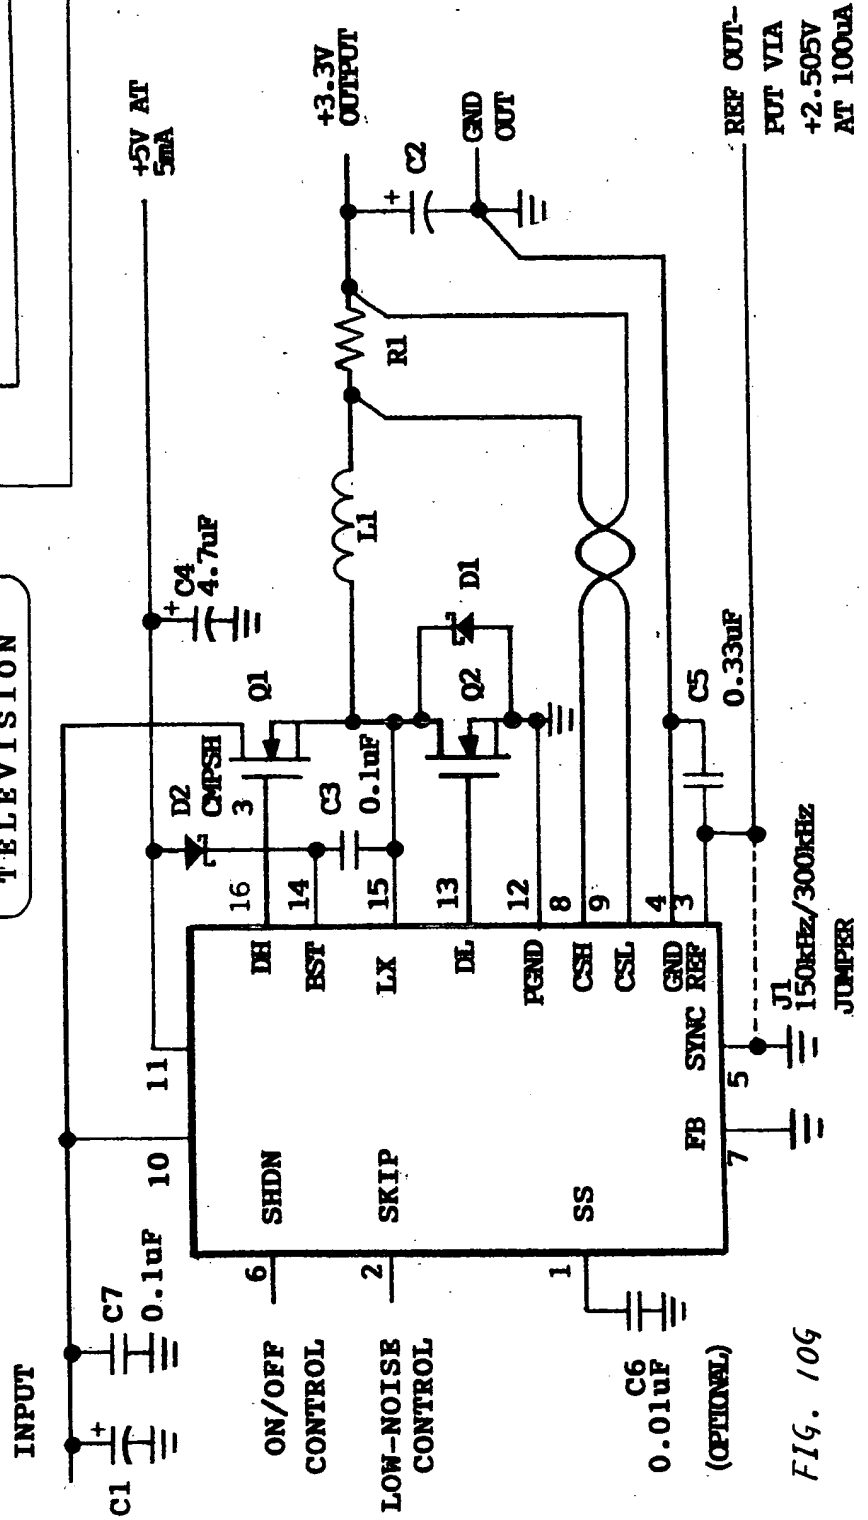 TELEVISION
INPUT
C1
+
C7
0.1uF
10
11
D2
CMPSH
3
+
C4
4.7uF
+5V AT
5mA
Q1
16
DH
14
BST
C3
0.1uF
15
LX
L1
R1
+3.3V
OUTPUT
+
C2
GND
OUT
13
DL
Q2
D1
12
PGND
8
CSH
9
CSL
4
GND
3
REF
C5
0.33uF
REF OUT-
PUT VIA
+2.505V
AT 100uA
ON/OFF
CONTROL
6
SHDN
LOW-NOISE
CONTROL
2
SKIP
1
SS
C6
0.01uF
(OPTIONAL)
FB
7
SYNC
5
J1
150kHz/300kHz
JUMPER
FIG. 10G